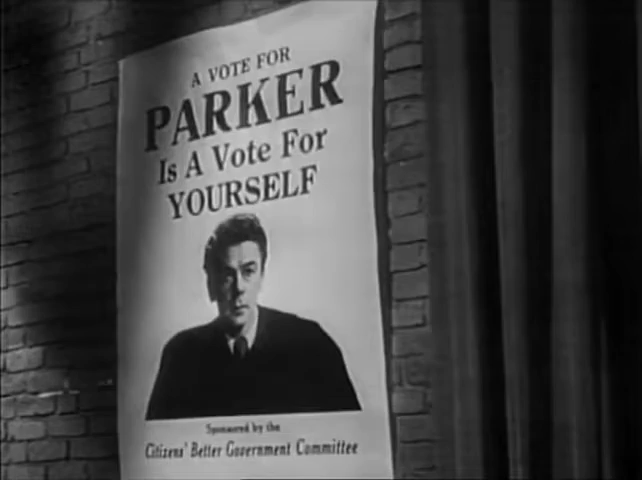 A VOTE FOR
PARKER
Is A Vote For
YOURSELF
Sponsored by the
Citizens' Better Government Committee